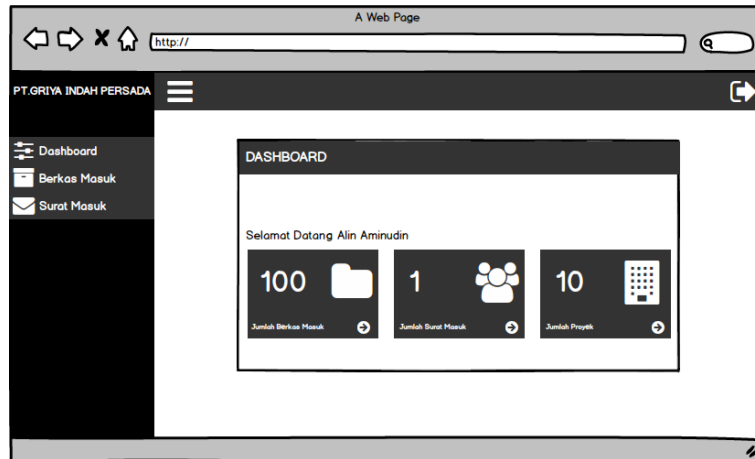 A Web Page
http://
PT.GRIYA INDAH PERSADA
Dashboard
Berkas Masuk
Surat Masuk
DASHBOARD
Selamat Datang Alin Aminudin
100
Jumlah Berkas Masuk
1
Jumlah Surat Masuk
10
Jumlah Proyek